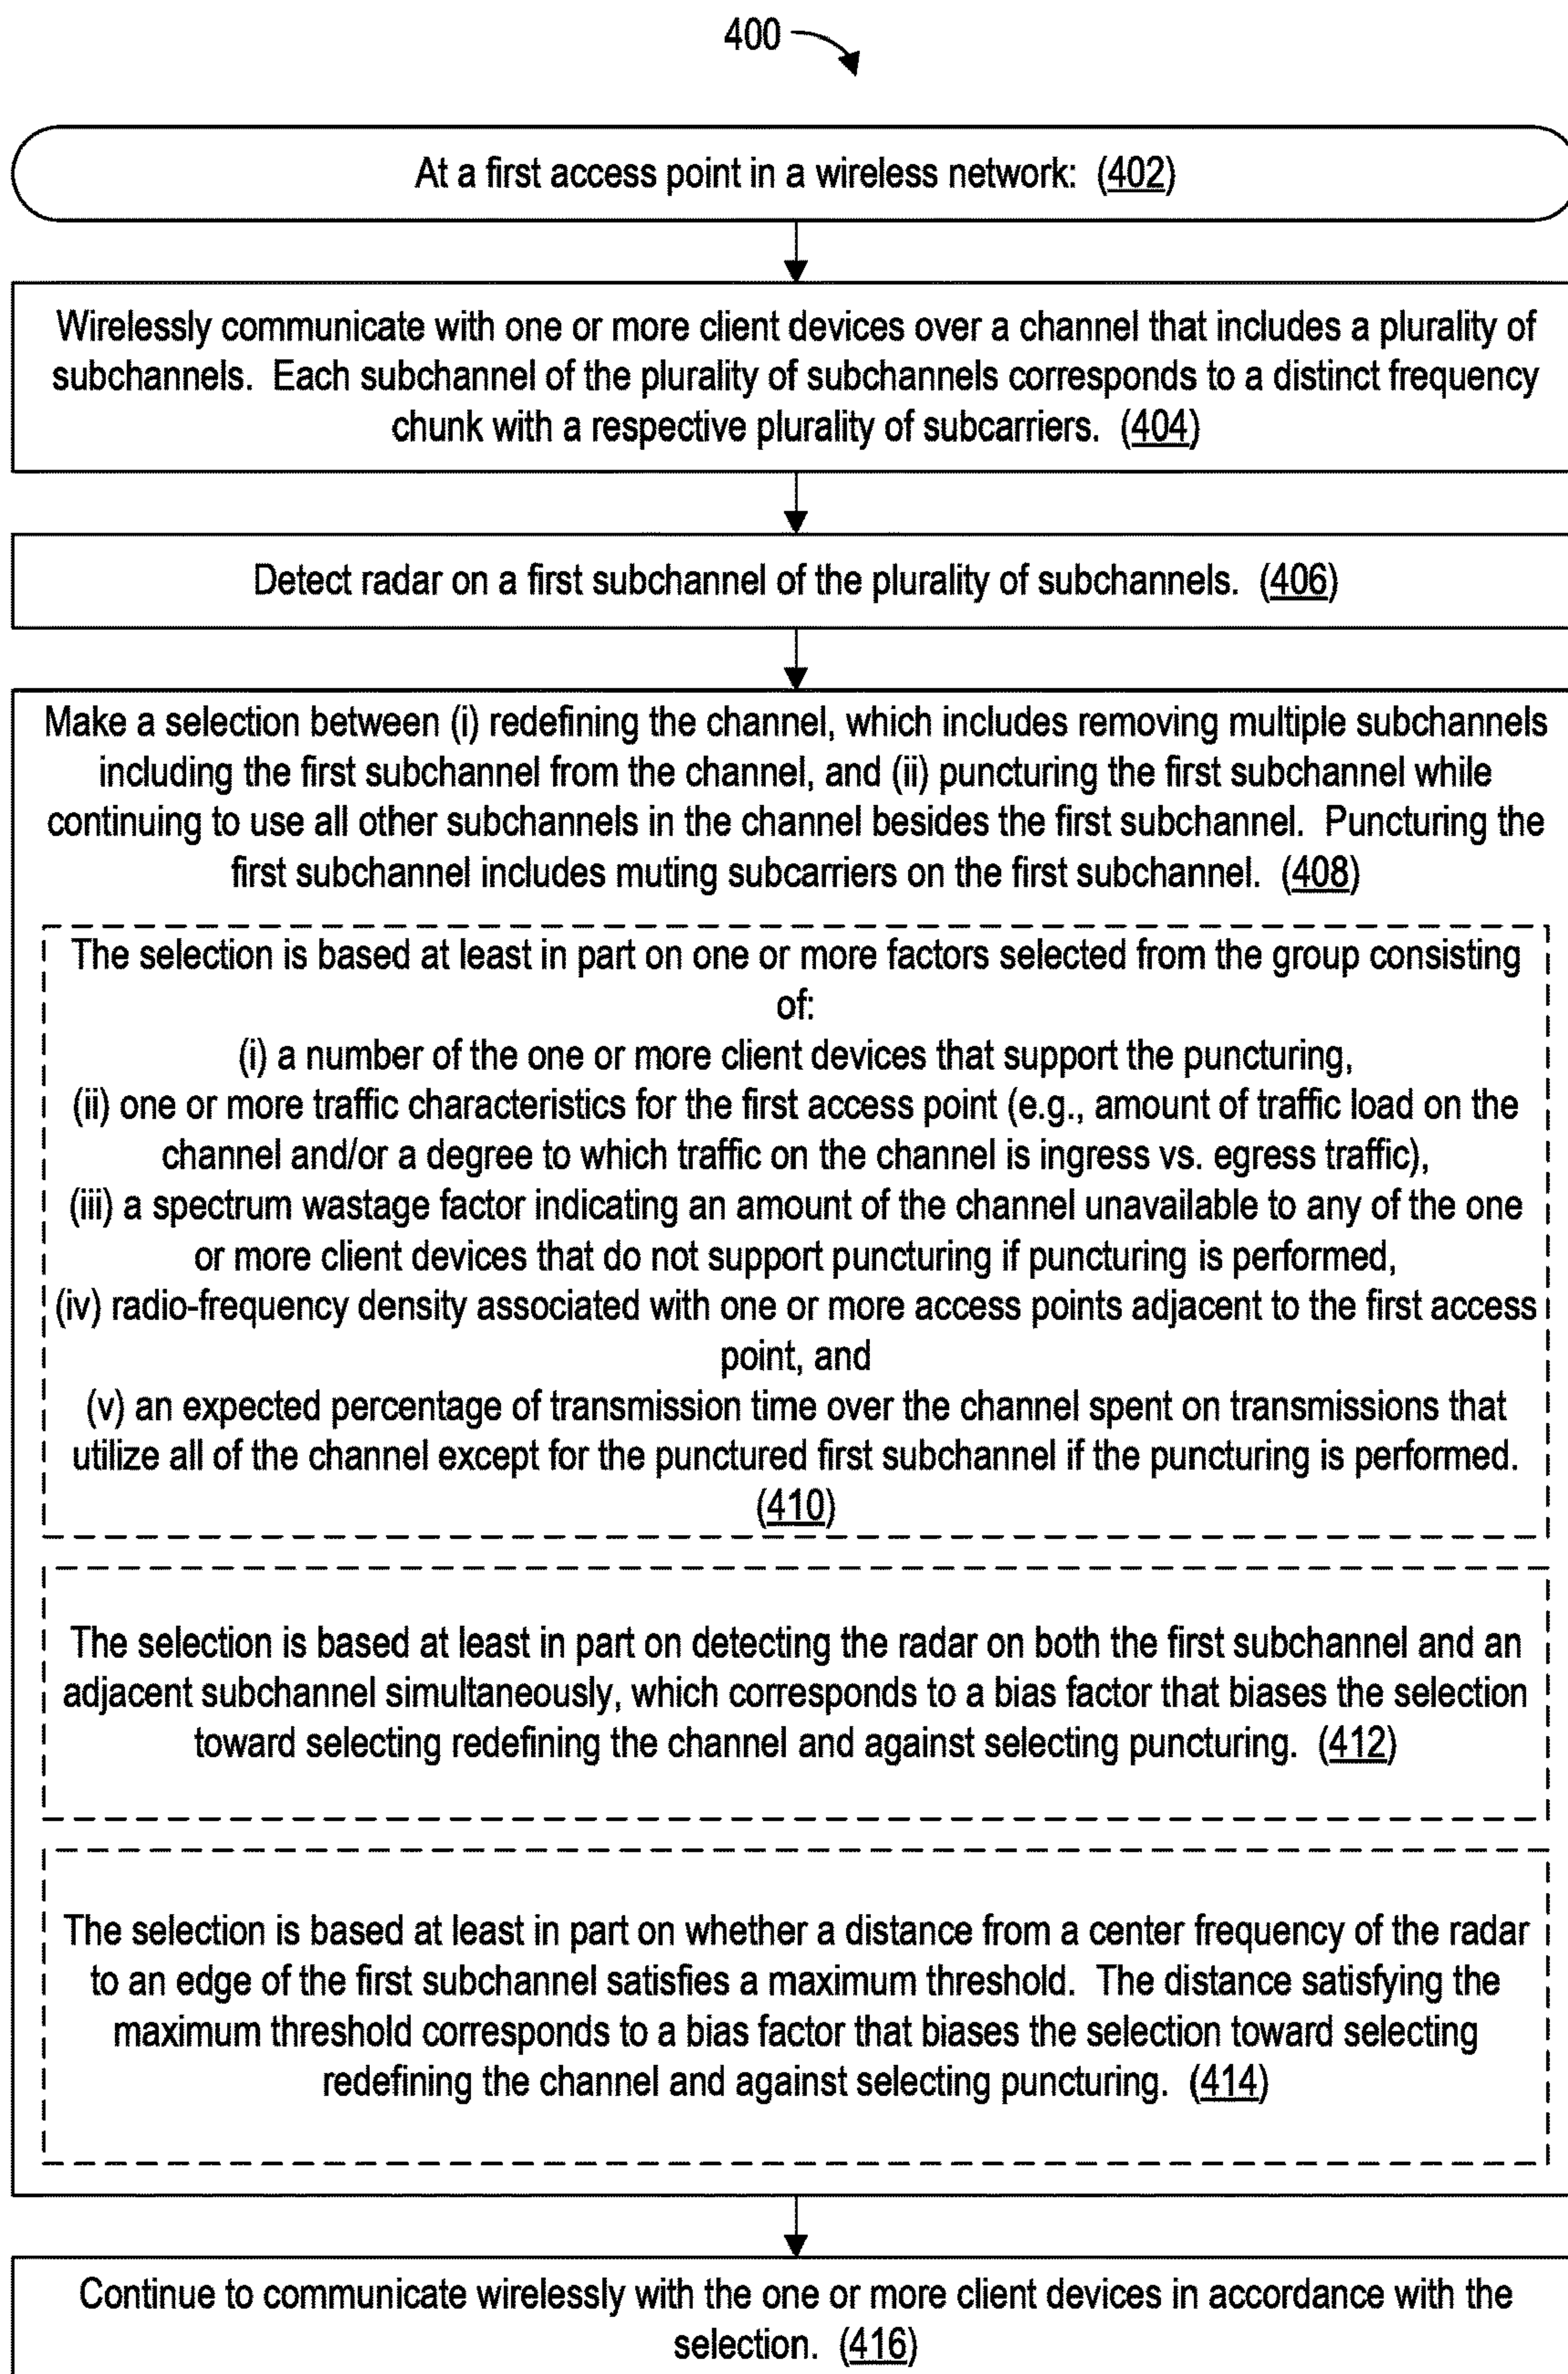 400
At a first access point in a wireless network: (402)
Wirelessly communicate with one or more client devices over a channel that includes a plurality of
subchannels. Each subchannel of the plurality of subchannels corresponds to a distinct frequency
chunk with a respective plurality of subcarriers. (404)
Detect radar on a first subchannel of the plurality of subchannels. (406)
Make a selection between (i) redefining the channel, which includes removing multiple subchannels
including the first subchannel from the channel, and (ii) puncturing the first subchannel while
continuing to use all other subchannels in the channel besides the first subchannel. Puncturing the
first subchannel includes muting subcarriers on the first subchannel. (408)
The selection is based at least in part on one or more factors selected from the group consisting
of:
(i) a number of the one or more client devices that support the puncturing,
(ii) one or more traffic characteristics for the first access point (e.g., amount of traffic load on the
channel and/or a degree to which traffic on the channel is ingress vs. egress traffic),
(iii) a spectrum wastage factor indicating an amount of the channel unavailable to any of the one
or more client devices that do not support puncturing if puncturing is performed,
(iv) radio-frequency density associated with one or more access points adjacent to the first access
point, and
(v) an expected percentage of transmission time over the channel spent on transmissions that
utilize all of the channel except for the punctured first subchannel if the puncturing is performed.
(410)
The selection is based at least in part on detecting the radar on both the first subchannel and an
adjacent subchannel simultaneously, which corresponds to a bias factor that biases the selection
toward selecting redefining the channel and against selecting puncturing. (412)
The selection is based at least in part on whether a distance from a center frequency of the radar
to an edge of the first subchannel satisfies a maximum threshold. The distance satisfying the
maximum threshold corresponds to a bias factor that biases the selection toward selecting
redefining the channel and against selecting puncturing. (414)
Continue to communicate wirelessly with the one or more client devices in accordance with the
selection. (416)